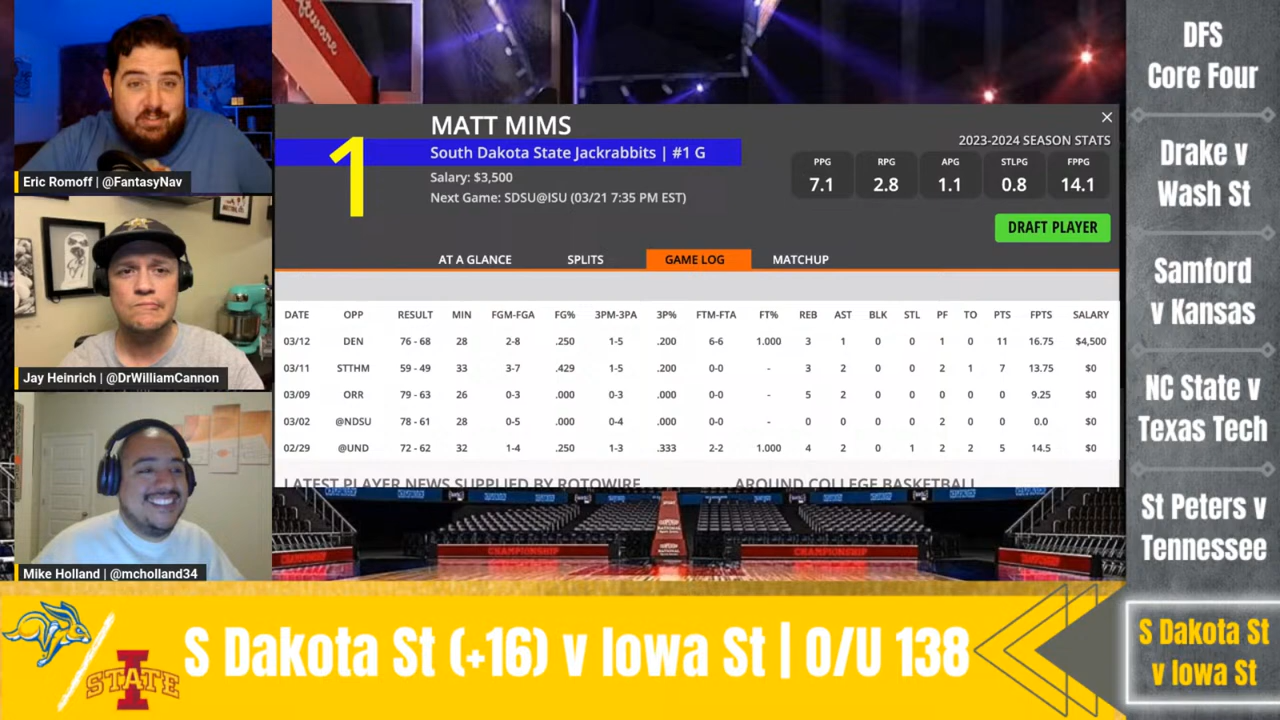 Eric Romoff | @FantasyNav
Jay Heinrich | @DrWilliamCannon
Mike Holland | @mcholland34
1
MATT MIMS
South Dakota State Jackrabbits | #1 G
Salary: $3,500
Next Game: SDSU@ISU (03/21 7:35 PM EST)
2023-2024 SEASON STATS
PPG RPG APG STLPG FPPG
7.1 2.8 1.1 0.8 14.1
DRAFT PLAYER
AT A GLANCE SPLITS GAME LOG MATCHUP
DATE OPP RESULT MIN FGM-FGA FG% 3PM-3PA 3P% FTM-FTA FT% REB AST BLK STL PF TO PTS FPTS SALARY
03/12 DEN 76 - 68 28 2-8 .250 1-5 .200 6-6 1.000 3 1 0 0 1 0 11 16.75 $4,500
03/11 STTHM 59 - 49 33 3-7 .429 1-5 .200 0-0 - 3 2 0 0 2 1 7 13.75 $0
03/09 ORR 79 - 63 26 0-3 .000 0-3 .000 0-0 - 5 2 0 0 0 0 0 9.25 $0
03/02 @NDSU 78 - 61 28 0-5 .000 0-4 .000 0-0 - 0 0 0 0 2 0 0 0.0 $0
02/29 @UND 72 - 62 32 1-4 .250 1-3 .333 2-2 1.000 4 2 0 1 2 2 5 14.5 $0
LATEST PLAYER NEWS SUPPLIED BY ROTOWIRE AROUND COLLEGE BASKETBALL
CHAMPIONSHIP
CHAMPIONSHIP
STATE
S Dakota St (+16) v Iowa St | O/U 138
DFS
Core Four
Drake v
Wash St
Samford
v Kansas
NC State v
Texas Tech
St Peters v
Tennessee
S Dakota St
v Iowa St